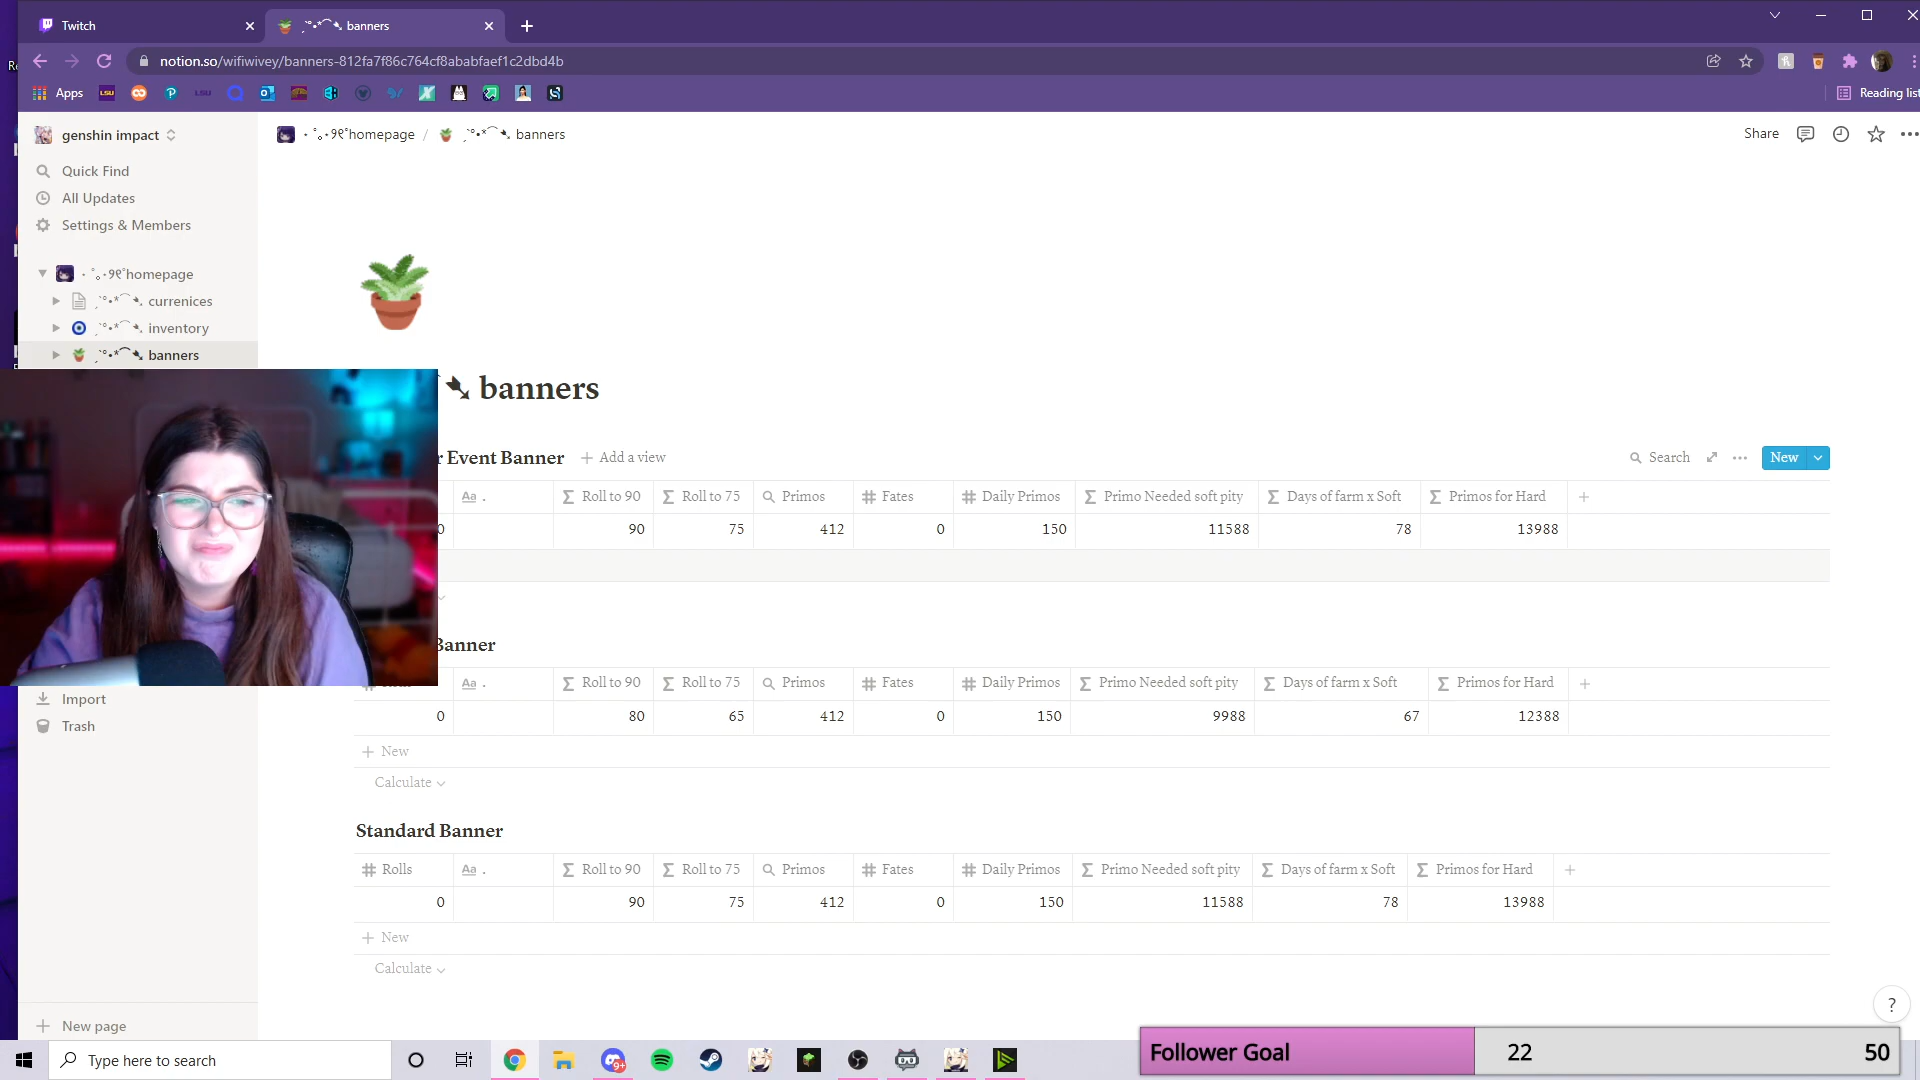 Twitch
banners
notion.so/wifiwivey/banners-812fa7f86c764cf8ababfaef1c2dbd4b
Apps
Reading list
genshin impact
homepage / banners
Share
Quick Find
All Updates
Settings & Members
homepage
currenices
inventory
banners
banners
r Event Banner + Add a view
Search
New
Aa . Σ Roll to 90 Σ Roll to 75 Primos # Fates # Daily Primos Σ Primo Needed soft pity Σ Days of farm x Soft Σ Primos for Hard +
0 90 75 412 0 150 11588 78 13988
Banner
Aa . Σ Roll to 90 Σ Roll to 75 Primos # Fates # Daily Primos Σ Primo Needed soft pity Σ Days of farm x Soft Σ Primos for Hard +
0 80 65 412 0 150 9988 67 12388
+ New
Calculate
Import
Trash
Standard Banner
# Rolls Aa . Σ Roll to 90 Σ Roll to 75 Primos # Fates # Daily Primos Σ Primo Needed soft pity Σ Days of farm x Soft Σ Primos for Hard +
0 90 75 412 0 150 11588 78 13988
+ New
Calculate
?
+ New page
Type here to search
9+
Follower Goal 22 50